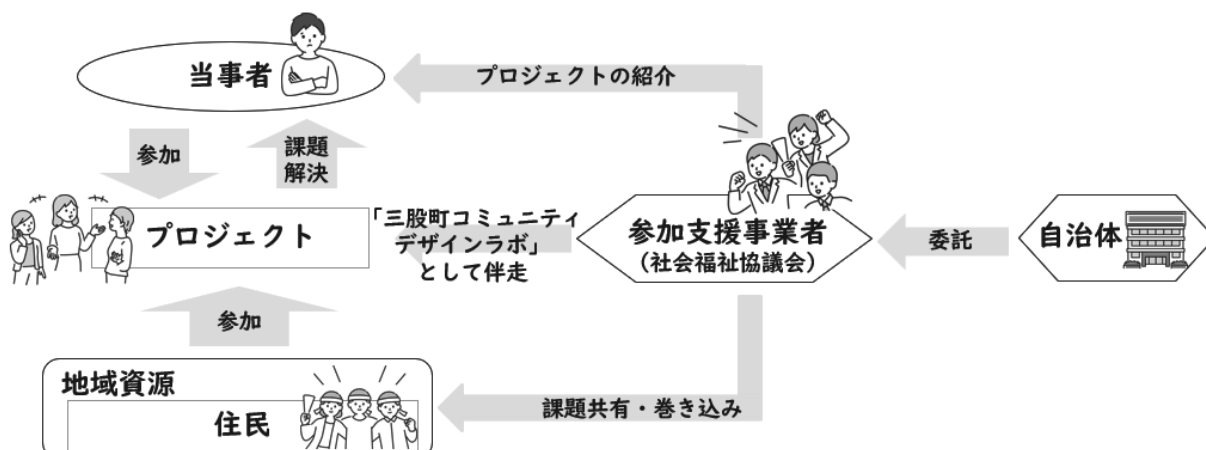 当事者
プロジェクトの紹介
参加
課題
解決
プロジェクト
「三股町コミュニティ
デザインラボ」
として伴走
参加支援事業者
(社会福祉協議会)
委託
自治体
参加
地域資源
住民
課題共有・巻き込み